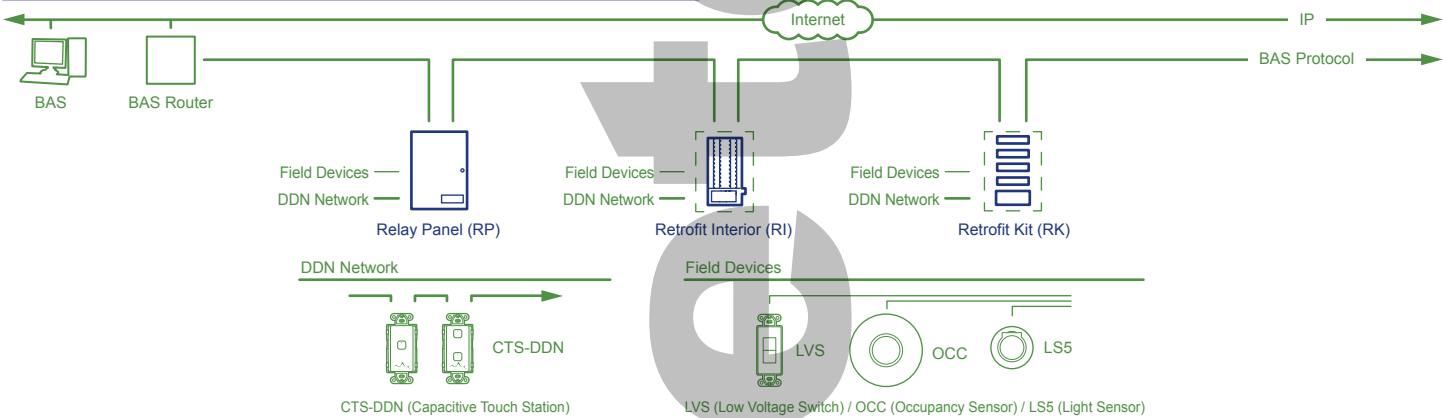 Internet
IP
BAS Protocol
BAS
BAS Router
Field Devices
DDN Network
Relay Panel (RP)
Field Devices
DDN Network
Retrofit Interior (RI)
Field Devices
DDN Network
Retrofit Kit (RK)
DDN Network
CTS-DDN
CTS-DDN (Capacitive Touch Station)
Field Devices
LVS
OCC
LS5
LVS (Low Voltage Switch) / OCC (Occupancy Sensor) / LS5 (Light Sensor)